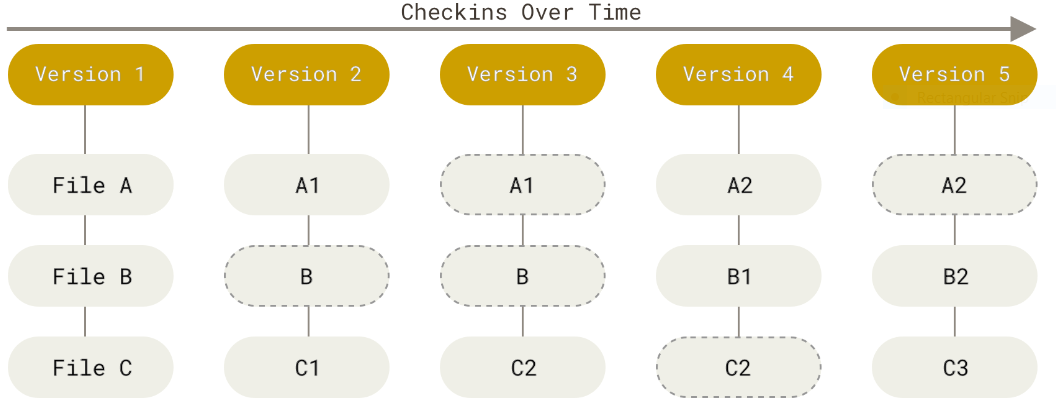 Checkins Over Time
Version 1 Version 2 Version 3 Version 4 Version 5
File A A1 A1 A2 A2
File B B B B1 B2
File C C1 C2 C2 C3